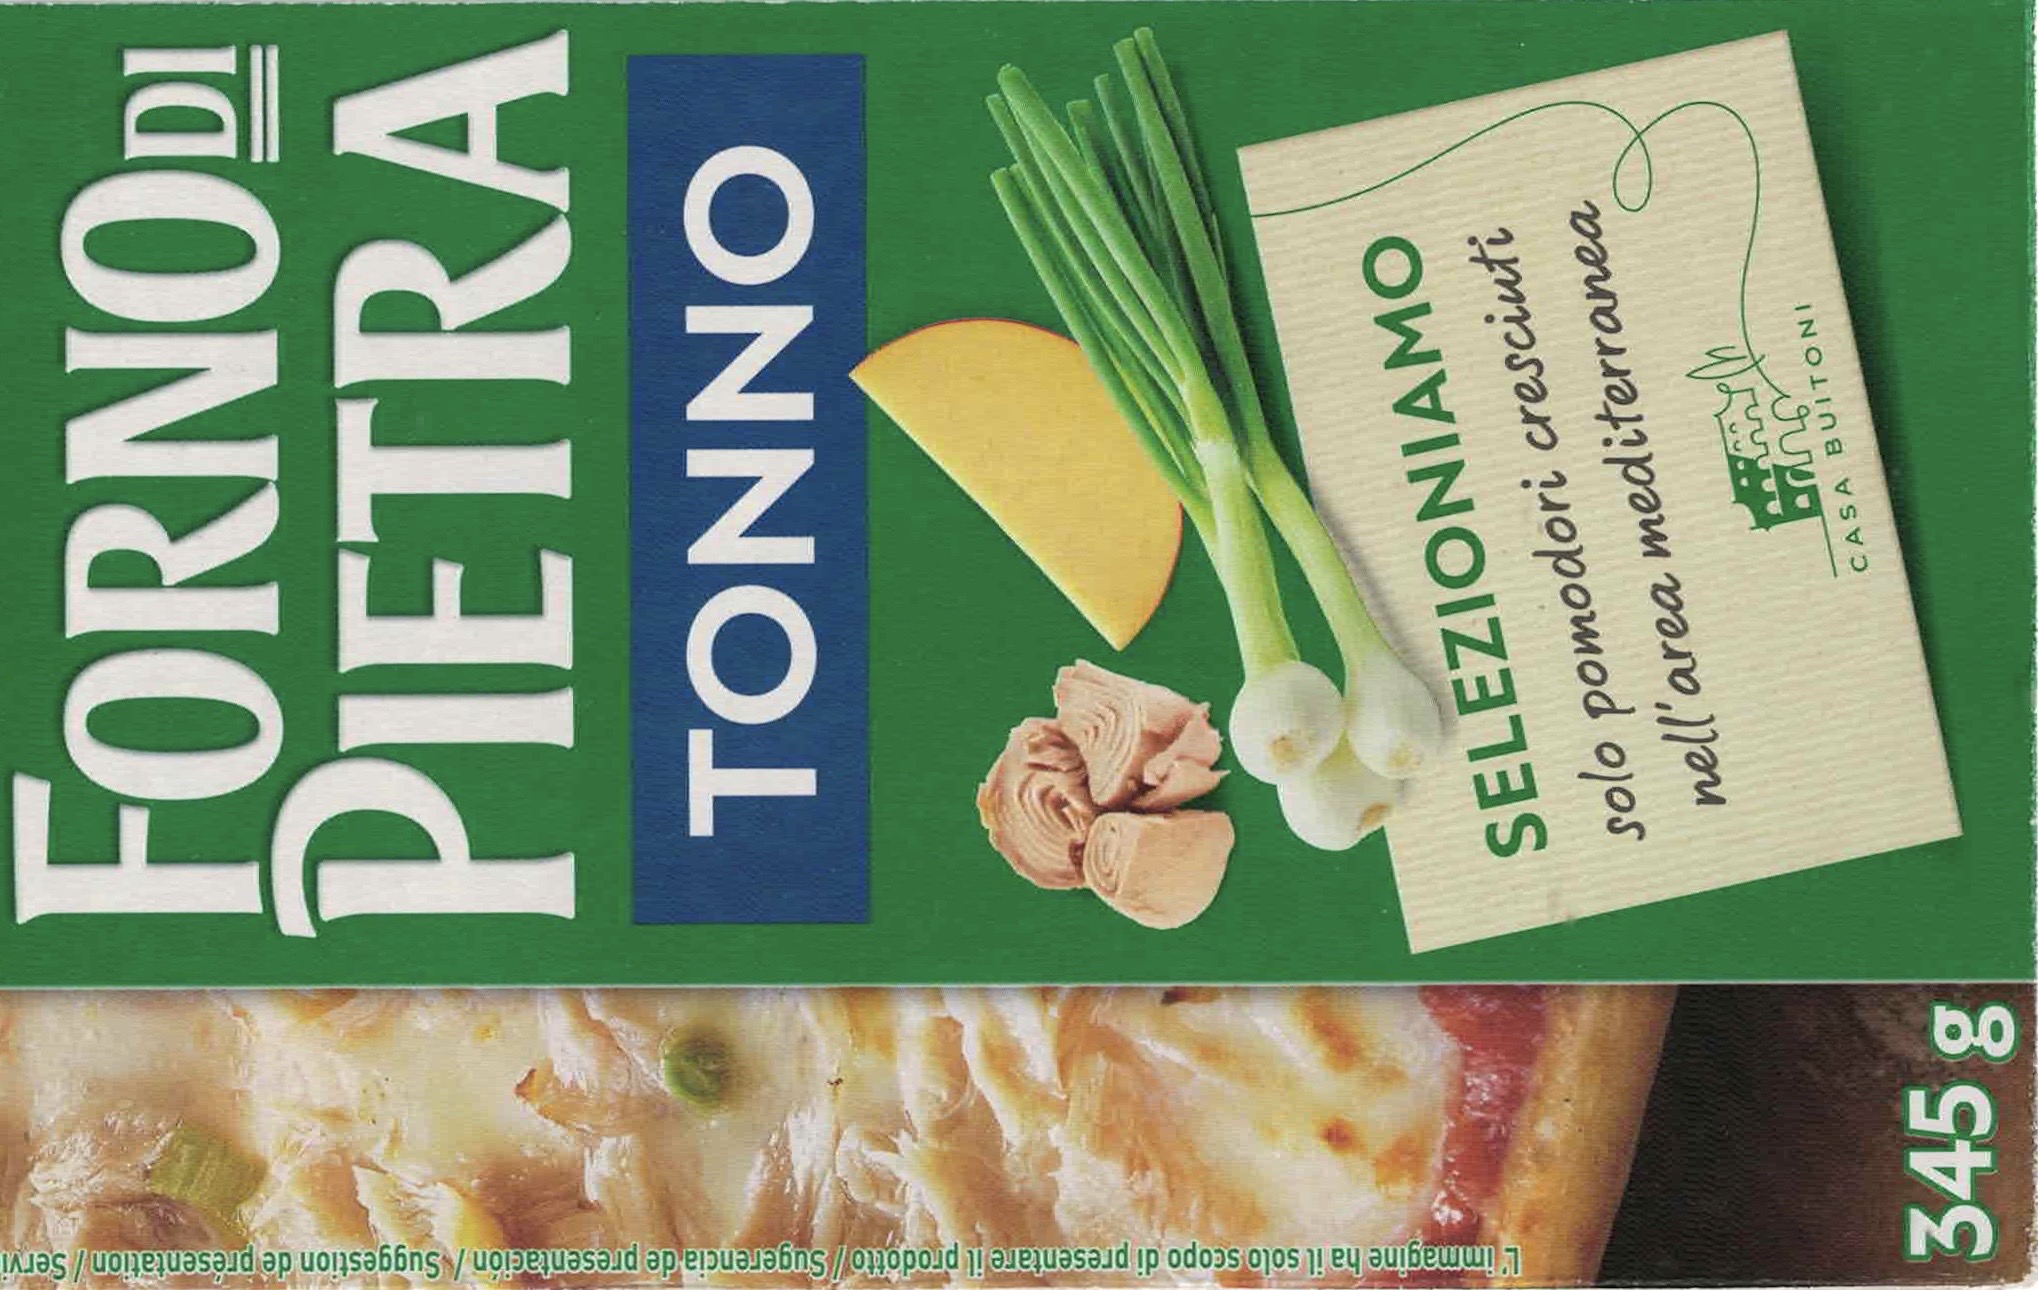 FORNO DI
PIETRA
TONNO
SELEZIONIAMO
solo pomodori cresciuti
nell'area mediterranea
CASA BUITONI
345 g
L'immagine ha il solo scopo di presentare il prodotto / Sugerencia de presentación / Suggestion de présentation / Servi